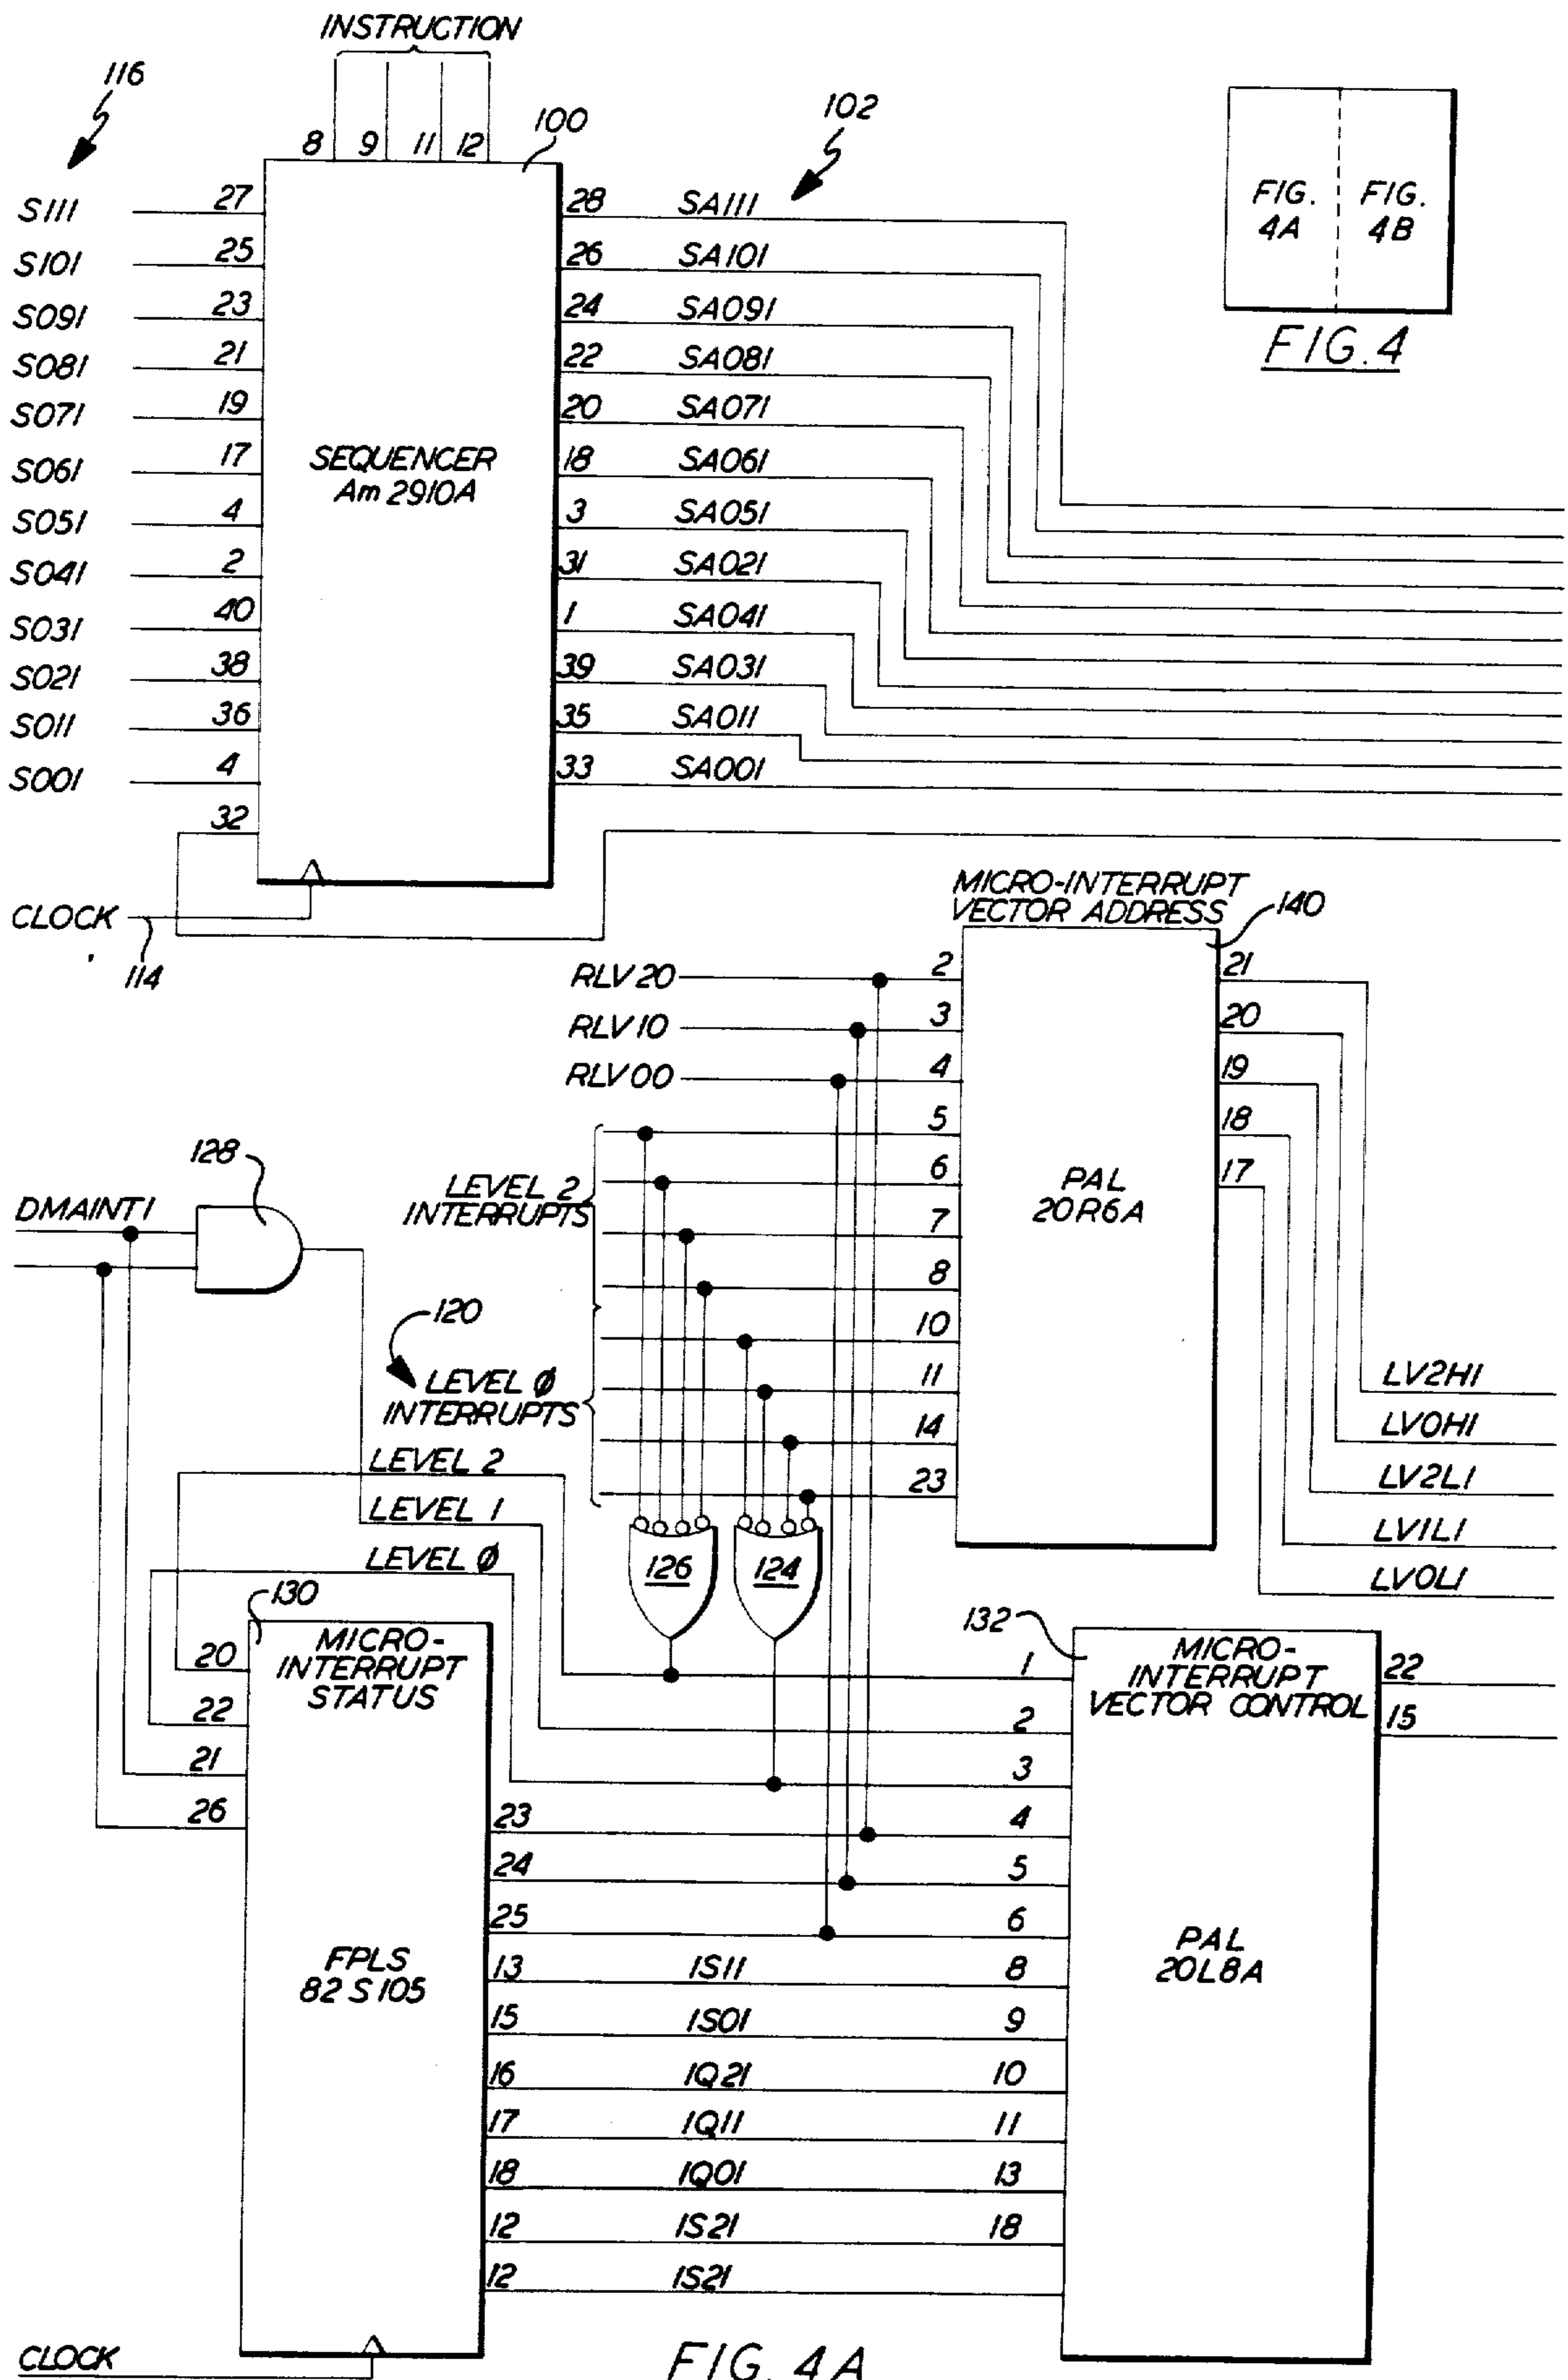 INSTRUCTION
116
8 9 11 12
100
102
FIG. 4A
FIG. 4B
FIG.4
S111 27
S101 25
S091 23
S081 21
S071 19
S061 17
S051 4
S041 2
S031 40
S021 38
S011 36
S001 4
32
CLOCK
114
SEQUENCER
Am 2910A
28 SA111
26 SA101
24 SA091
22 SA081
20 SA071
18 SA061
3 SA051
31 SA021
1 SA041
39 SA031
35 SA011
33 SA001
MICRO-INTERRUPT
VECTOR ADDRESS
140
RLV20 2
RLV10 3
RLV00 4
5
6
7
8
10
11
14
23
LEVEL 2
INTERRUPTS
120
LEVEL Ø
INTERRUPTS
PAL
20R6A
21
20
19
18
17
LV2H1
LV0H1
LV2L1
LV1L1
LV0L1
128
DMAINT1
LEVEL 2
LEVEL 1
LEVEL Ø
126
124
130
MICRO-
INTERRUPT
STATUS
20
22
21
26
FPLS
82S105
23
24
25
13 IS11
15 IS01
16 IQ21
17 IQ11
18 IQ01
12 IS21
12 IS21
132
MICRO-
INTERRUPT
VECTOR CONTROL
1
2
3
4
5
6
8
9
10
11
13
18
22
15
PAL
20L8A
CLOCK
FIG. 4A